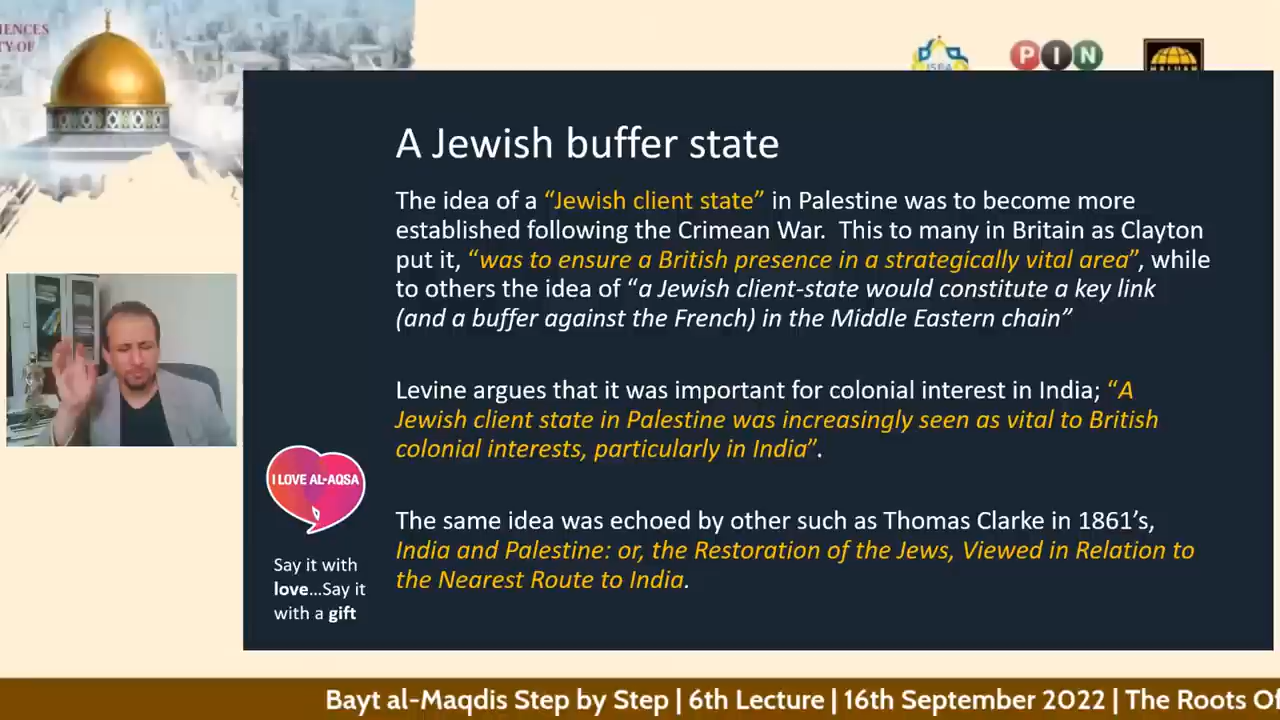 IENCES
TY OF
ISRA
PIN
A Jewish buffer state
The idea of a “Jewish client state” in Palestine was to become more
established following the Crimean War.  This to many in Britain as Clayton
put it, “was to ensure a British presence in a strategically vital area”, while
to others the idea of “a Jewish client-state would constitute a key link
(and a buffer against the French) in the Middle Eastern chain”
Levine argues that it was important for colonial interest in India; “A
Jewish client state in Palestine was increasingly seen as vital to British
colonial interests, particularly in India”.
The same idea was echoed by other such as Thomas Clarke in 1861’s,
India and Palestine: or, the Restoration of the Jews, Viewed in Relation to
the Nearest Route to India.
I LOVE AL-AQSA
Say it with
love…Say it
with a gift
Bayt al-Maqdis Step by Step | 6th Lecture | 16th September 2022 | The Roots Of